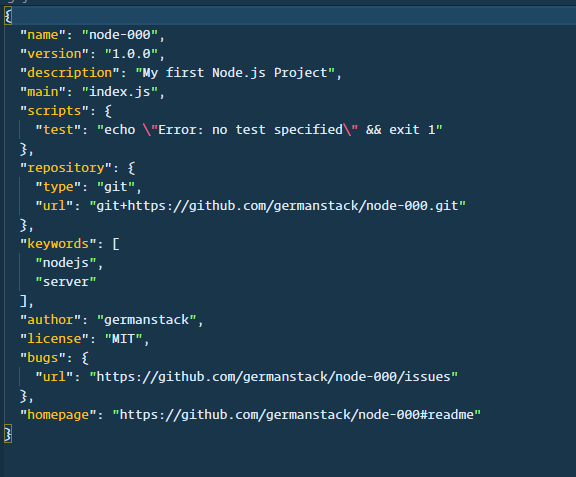 {
  "name": "node-000",
  "version": "1.0.0",
  "description": "My first Node.js Project",
  "main": "index.js",
  "scripts": {
    "test": "echo \"Error: no test specified\" && exit 1"
  },
  "repository": {
    "type": "git",
    "url": "git+https://github.com/germanstack/node-000.git"
  },
  "keywords": [
    "nodejs",
    "server"
  ],
  "author": "germanstack",
  "license": "MIT",
  "bugs": {
    "url": "https://github.com/germanstack/node-000/issues"
  },
  "homepage": "https://github.com/germanstack/node-000#readme"
}